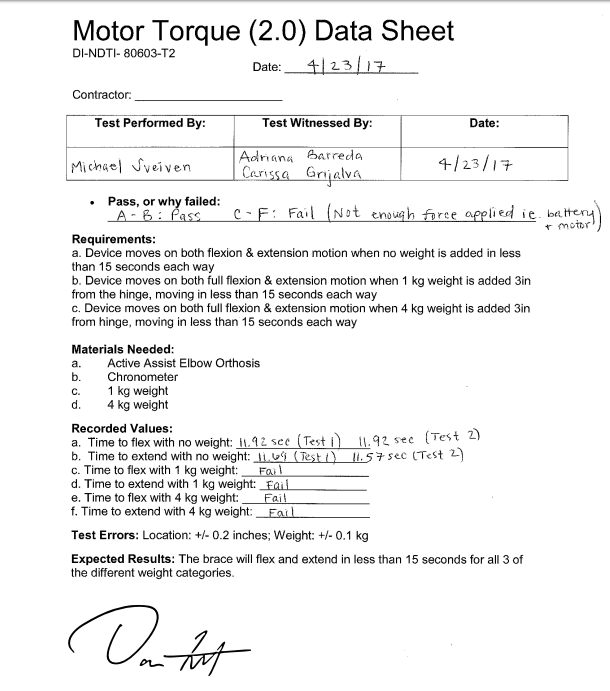 Motor Torque (2.0) Data Sheet
DI-NDTI- 80603-T2
Date: 4/23/17
Contractor:
Test Performed By: Test Witnessed By: Date:
Michael Sveiven Adriana Barreda 4/23/17
Carissa Grijalva
• Pass, or why failed:
A - B : Pass C - F : Fail (Not enough force applied ie. battery
+ motor)
Requirements:
a. Device moves on both flexion & extension motion when no weight is added in less
than 15 seconds each way
b. Device moves on both full flexion & extension motion when 1 kg weight is added 3in
from the hinge, moving in less than 15 seconds each way
c. Device moves on both full flexion & extension motion when 4 kg weight is added 3in
from hinge, moving in less than 15 seconds each way
Materials Needed:
a. Active Assist Elbow Orthosis
b. Chronometer
c. 1 kg weight
d. 4 kg weight
Recorded Values:
a. Time to flex with no weight: 11.92 sec (Test 1) 11.92 sec (Test 2)
b. Time to extend with no weight: 11.69 (Test 1) 11.57 sec (Test 2)
c. Time to flex with 1 kg weight: Fail
d. Time to extend with 1 kg weight: Fail
e. Time to flex with 4 kg weight: Fail
f. Time to extend with 4 kg weight: Fail
Test Errors: Location: +/- 0.2 inches; Weight: +/- 0.1 kg
Expected Results: The brace will flex and extend in less than 15 seconds for all 3 of
the different weight categories.